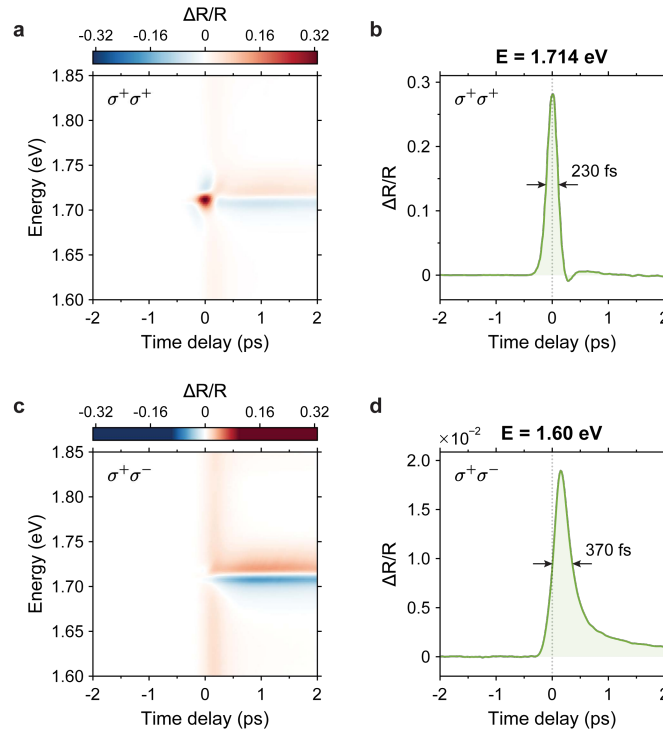 a
ΔR/R
-0.32 -0.16 0 0.16 0.32
σ⁺σ⁺
Energy (eV)
1.85
1.80
1.75
1.70
1.65
1.60
-2 -1 0 1 2
Time delay (ps)
b
E = 1.714 eV
σ⁺σ⁺
ΔR/R
0.3
0.2
0.1
0
230 fs
-2 -1 0 1 2
Time delay (ps)
c
ΔR/R
-0.32 -0.16 0 0.16 0.32
σ⁺σ⁻
Energy (eV)
1.85
1.80
1.75
1.70
1.65
1.60
-2 -1 0 1 2
Time delay (ps)
d
×10⁻²
E = 1.60 eV
σ⁺σ⁻
ΔR/R
2.0
1.5
1.0
0.5
0
370 fs
-2 -1 0 1 2
Time delay (ps)